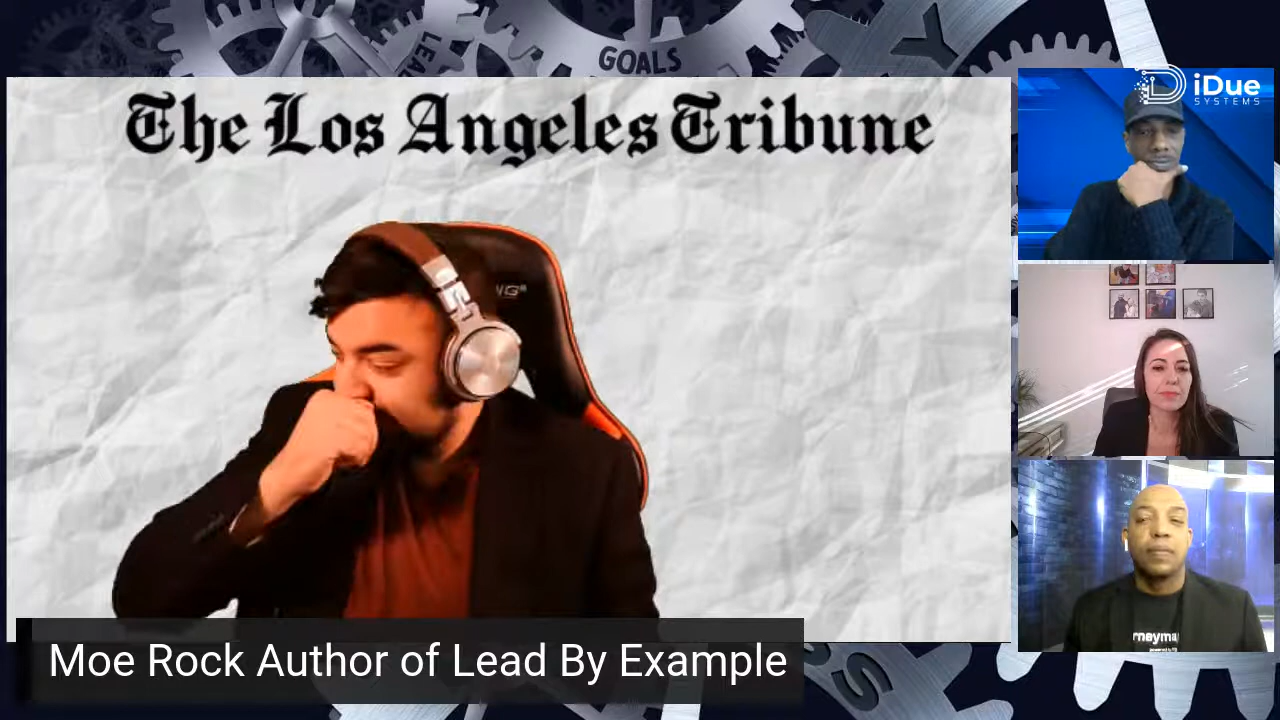 GOALS
The Los Angeles Tribune
iDue
SYSTEMS
Moe Rock Author of Lead By Example